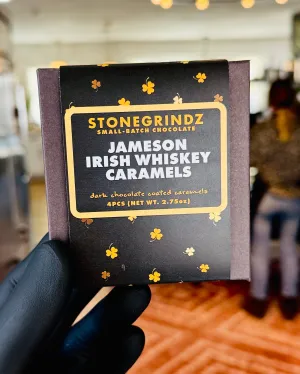 STONEGRINDZ
SMALL-BATCH CHOCOLATE
JAMESON
IRISH WHISKEY
CARAMELS
dark chocolate coated caramels
4PCS (NET WT. 2.75oz)